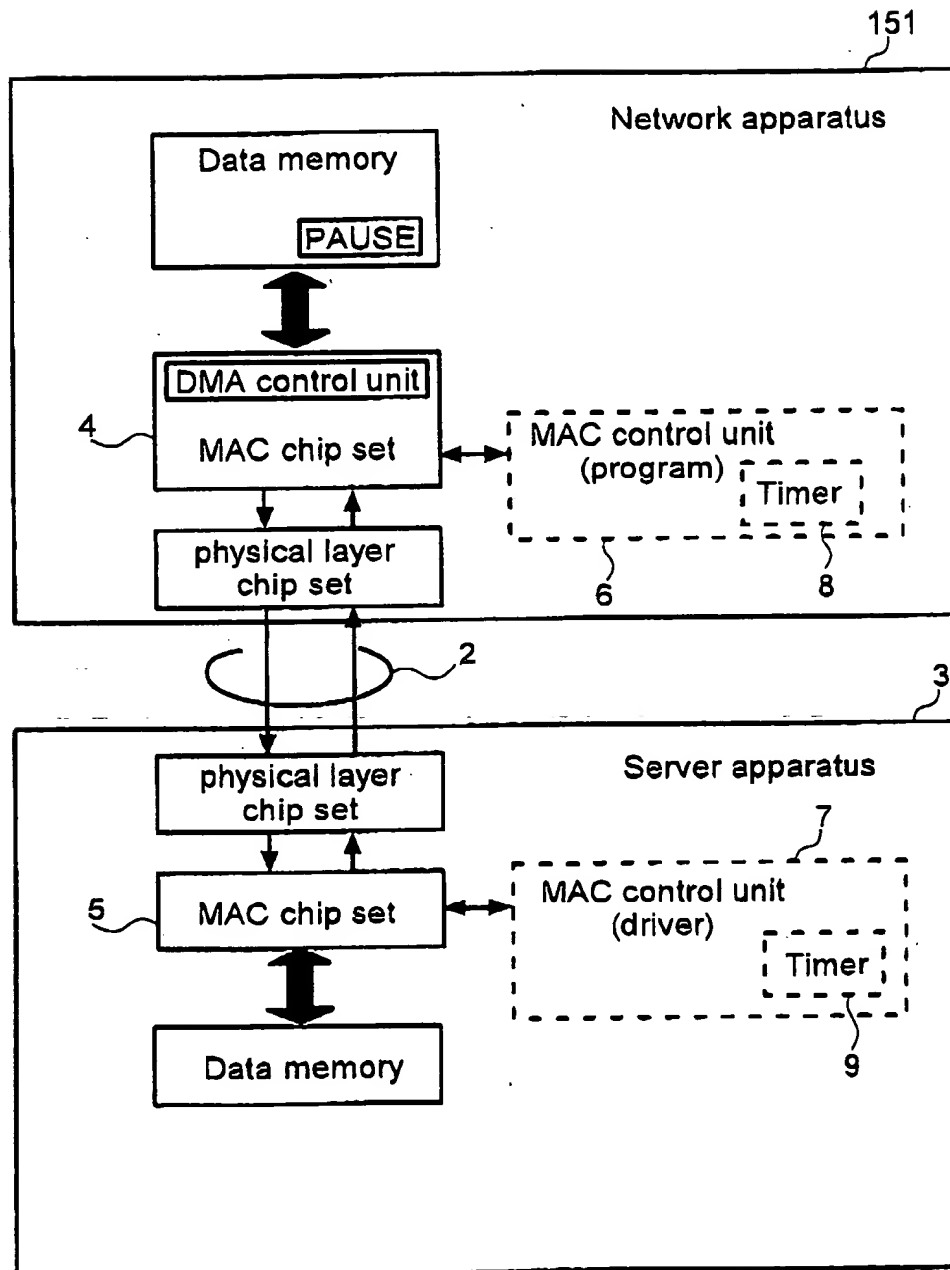 151
Network apparatus
Data memory
PAUSE
DMA control unit
4
MAC chip set
MAC control unit
(program)
Timer
physical layer
chip set
6
8
2
3
physical layer
chip set
Server apparatus
7
5
MAC chip set
MAC control unit
(driver)
Timer
Data memory
9